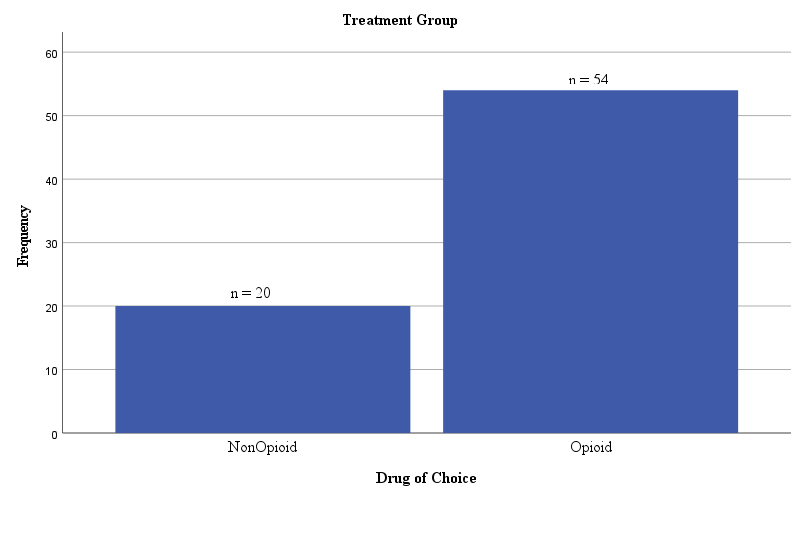 Treatment Group
60
n = 54
50
40
Frequency
30
n = 20
20
10
0
NonOpioid
Opioid
Drug of Choice